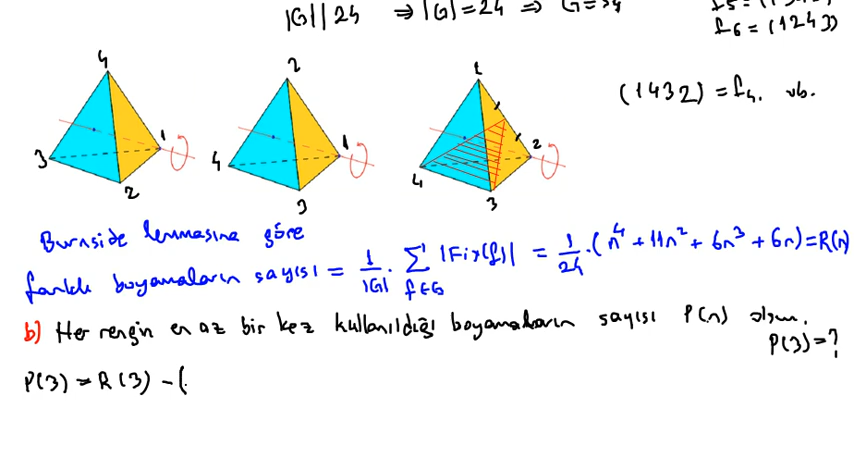 |G| | 24 ⇒ |G| = 24 ⇒
f6 = (1243)
(1432) = f4. vb.
4 3 2 1
2 4 3 1
1 4 3 2
Burnside lemmasına göre
farklı boyamaların sayısı = 1/|G| · Σ f∈G |Fix(f)| = 1/24 · (n^4 + 11n^2 + 6n^3 + 6n) = R(n)
b) Her rengin en az bir kez kullanıldığı boyamaların sayısı P(n) olsun.
P(3) = ?
P(3) = R(3) - (